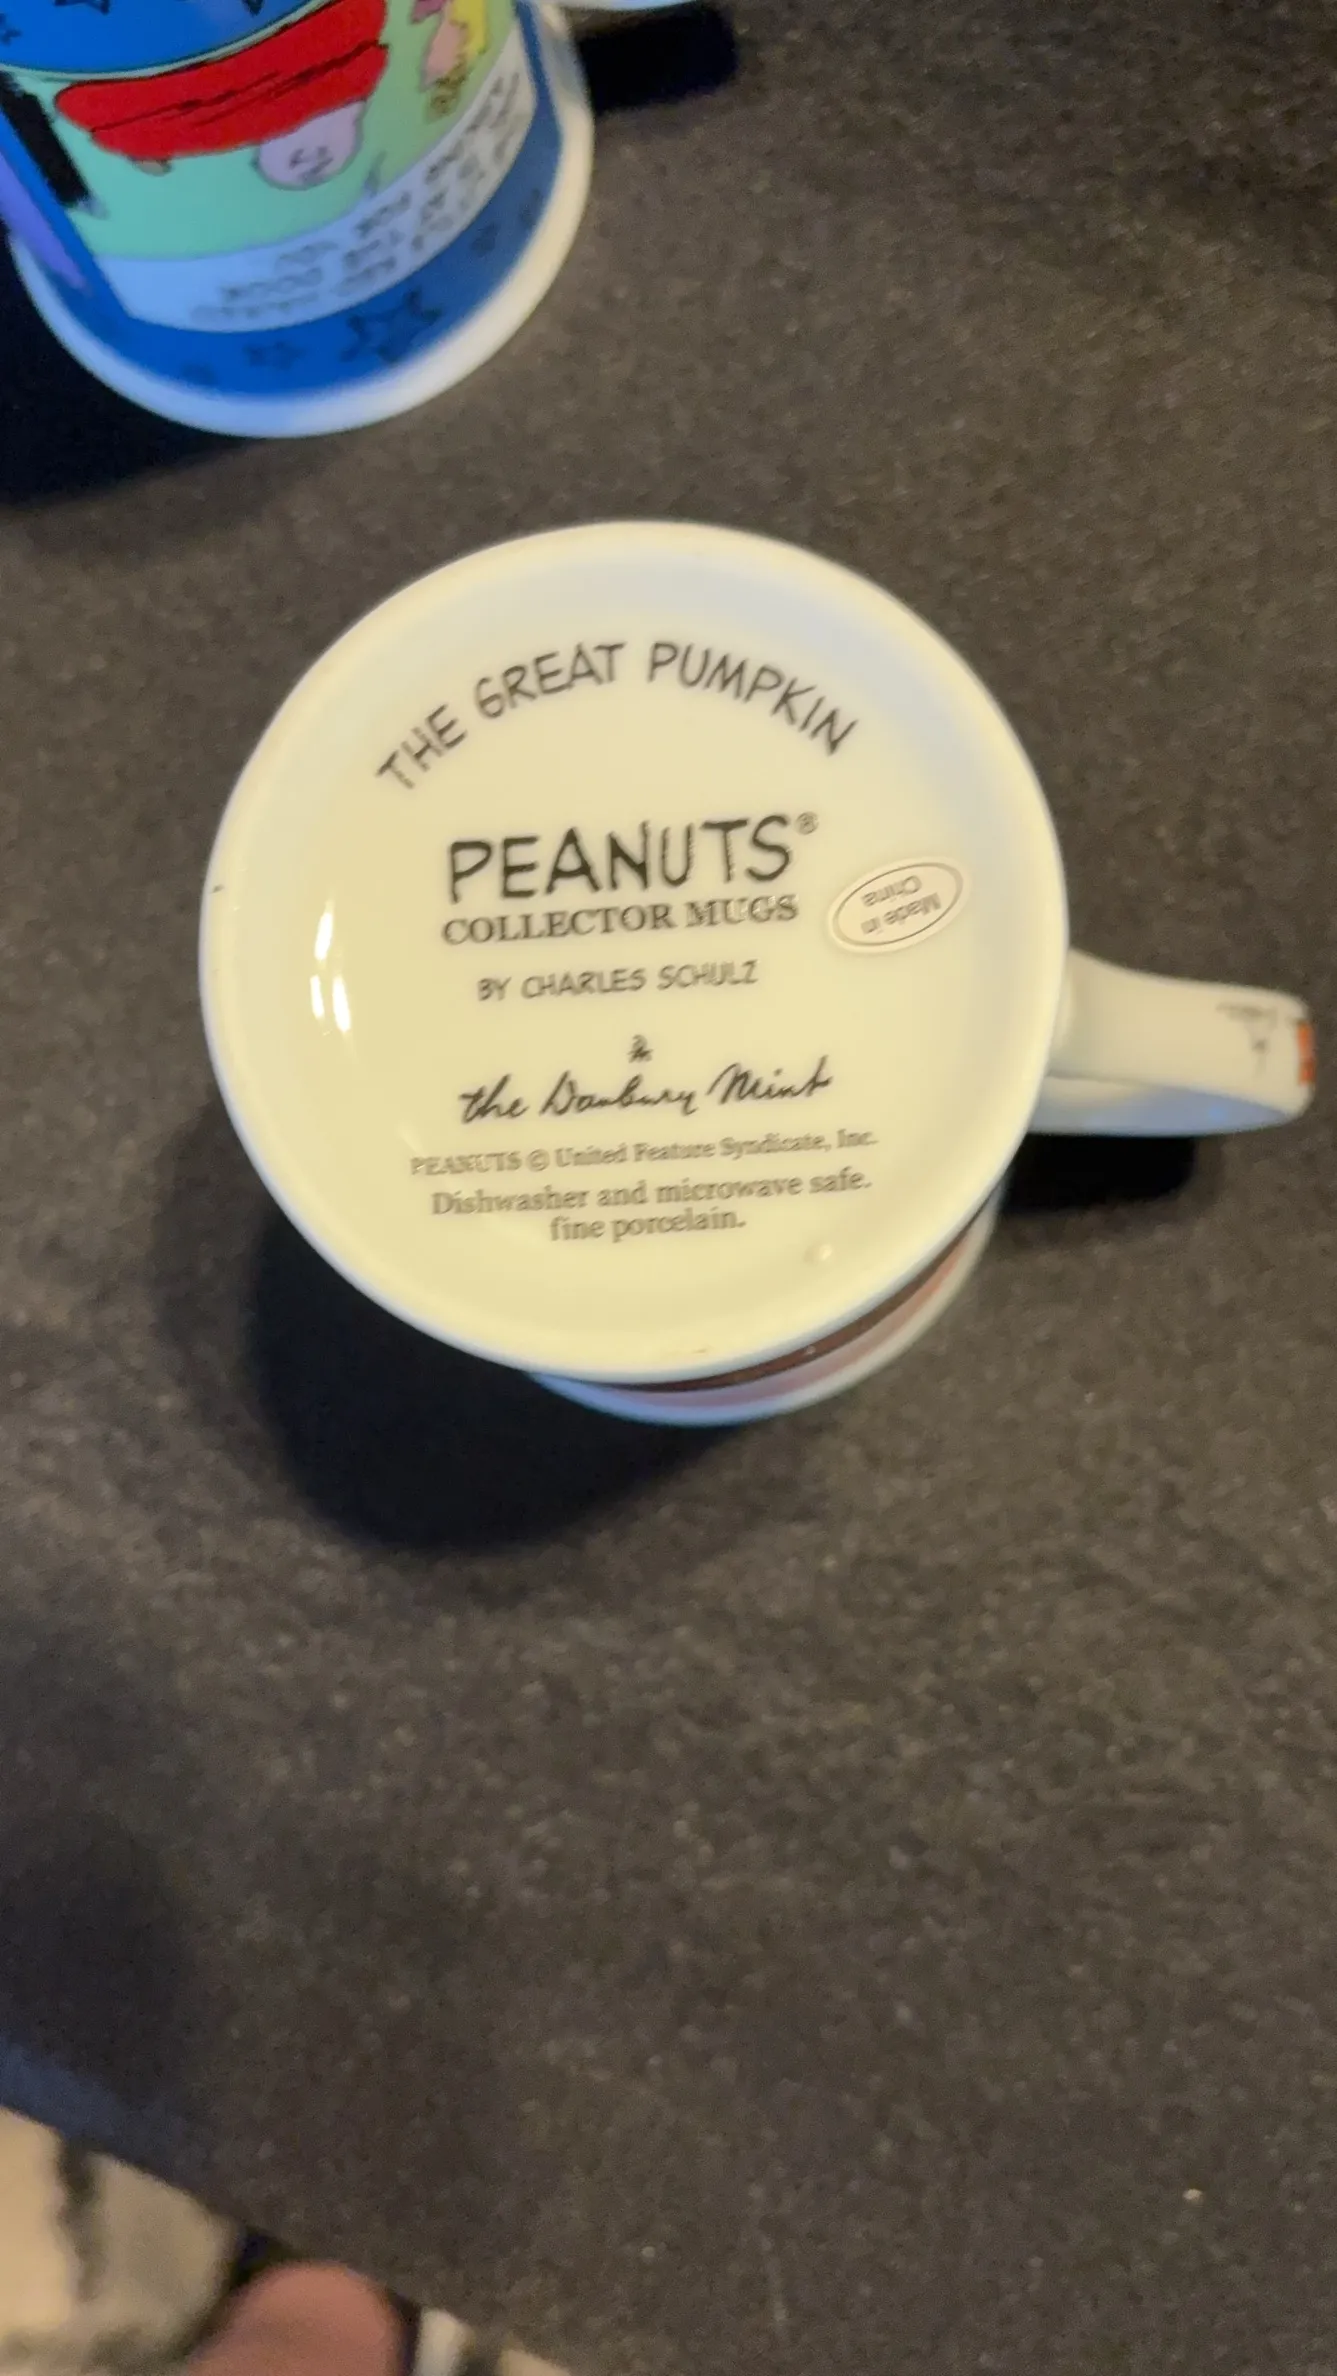 THE GREAT PUMPKIN
PEANUTS®
COLLECTOR MUGS
BY CHARLES SCHULZ
the Danbury Mint
PEANUTS © United Feature Syndicate, Inc.
Dishwasher and microwave safe.
fine porcelain.
Made in
China